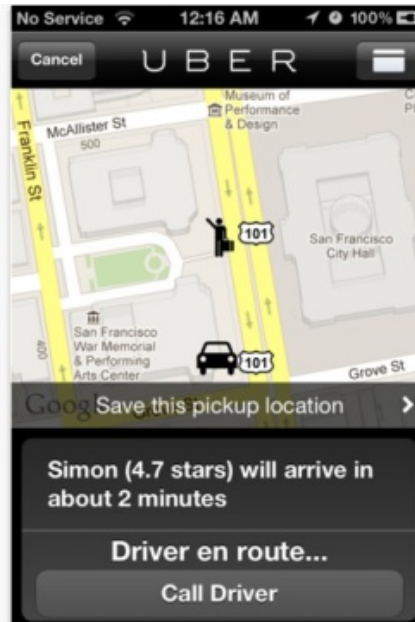 No Service 12:16 AM 100%
Cancel UBER
Museum of
Performance
& Design
McAllister St
500
Franklin St
101
San Francisco
City Hall
San Francisco
War Memorial
& Performing
Arts Center
400
101
Grove St
Google
Save this pickup location >
Simon (4.7 stars) will arrive in
about 2 minutes
Driver en route...
Call Driver